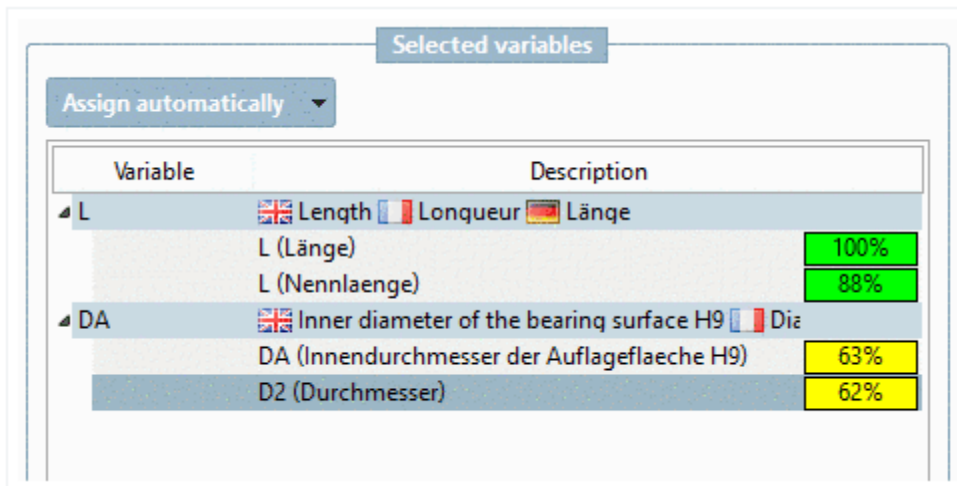 Selected variables
Assign automatically
Variable Description
L Length Longueur Länge
L (Länge) 100%
L (Nennlaenge) 88%
DA Inner diameter of the bearing surface H9 Dia
DA (Innendurchmesser der Auflageflaeche H9) 63%
D2 (Durchmesser) 62%